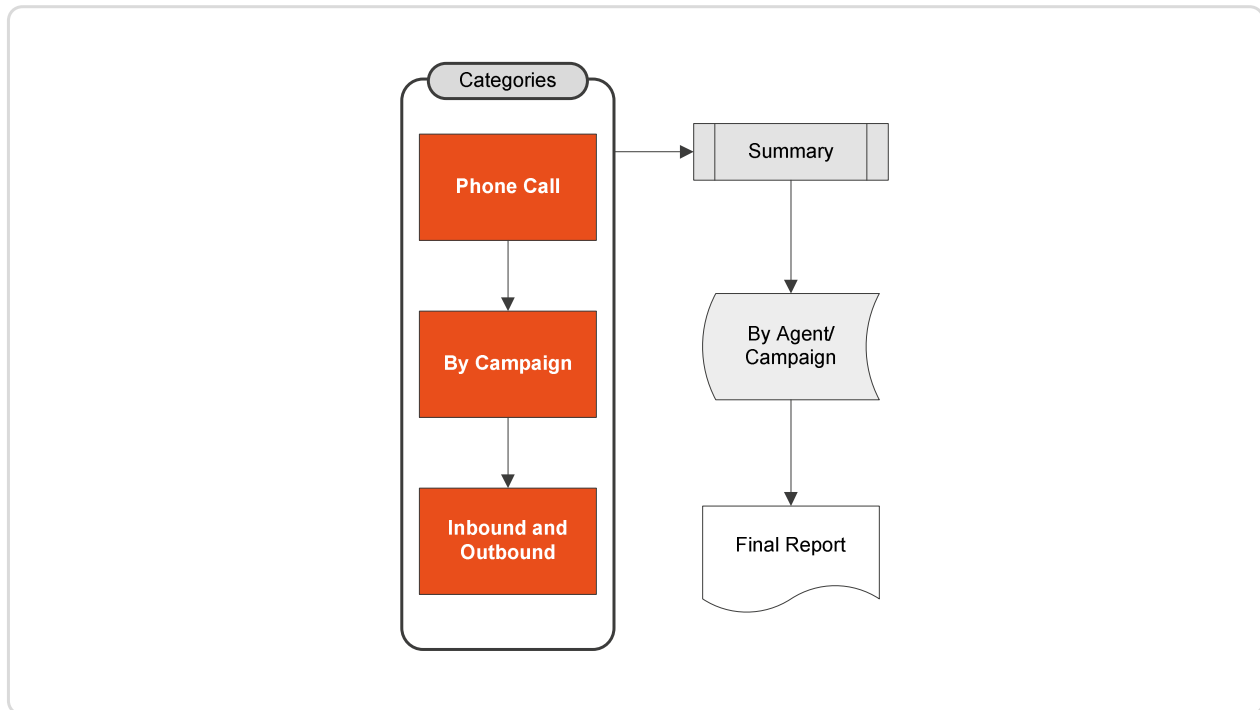 Categories
Phone Call
By Campaign
Inbound and
Outbound
Summary
By Agent/
Campaign
Final Report